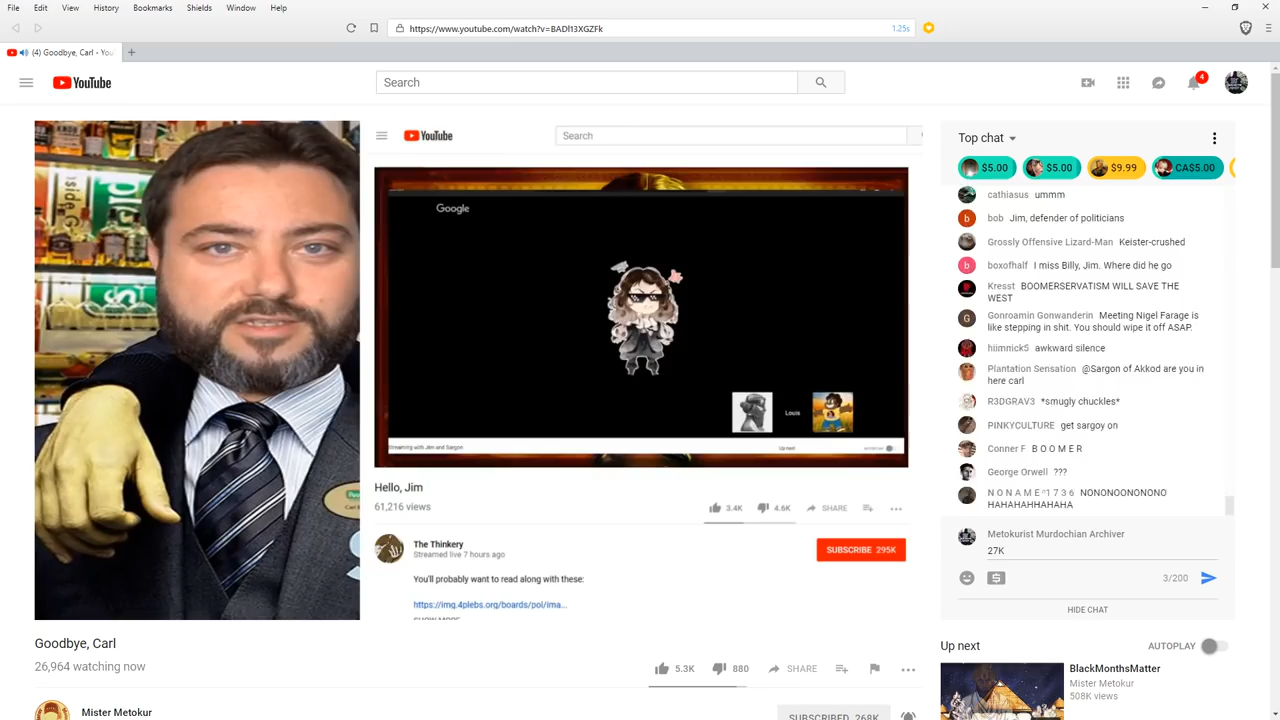 File Edit View History Bookmarks Shields Window Help
https://www.youtube.com/watch?v=BADl13XGZFk 1.25s
(4) Goodbye, Carl - You
YouTube
Search
4
YouTube
Search
Google
Louis
Streaming with Jim and Sargon
Up next
Hello, Jim
61,216 views
3.4K 4.6K SHARE
The Thinkery
Streamed live 7 hours ago
SUBSCRIBE 295K
You'll probably want to read along with these:
https://img.4plebs.org/boards/pol/ima...
SHOW MORE
Goodbye, Carl
26,964 watching now
5.3K 880 SHARE
Mister Metokur
SUBSCRIBED 268K
Top chat
$5.00 $5.00 $9.99 CA$5.00
cathiasus ummm
bob Jim, defender of politicians
Grossly Offensive Lizard-Man Keister-crushed
boxofhalf I miss Billy, Jim. Where did he go
Kresst BOOMERSERVATISM WILL SAVE THE
WEST
Gonroamin Gonwanderin Meeting Nigel Farage is
like stepping in shit. You should wipe it off ASAP.
hiimnick5 awkward silence
Plantation Sensation @Sargon of Akkod are you in
here carl
R3DGRAV3 *smugly chuckles*
PINKYCULTURE get sargoy on
Conner F B O O M E R
George Orwell ???
N O N A M E ^1 7 3 6 NONONOONONONO
HAHAHAHHAHAHA
Metokurist Murdochian Archiver
27K
3/200
HIDE CHAT
Up next
AUTOPLAY
BlackMonthsMatter
Mister Metokur
508K views